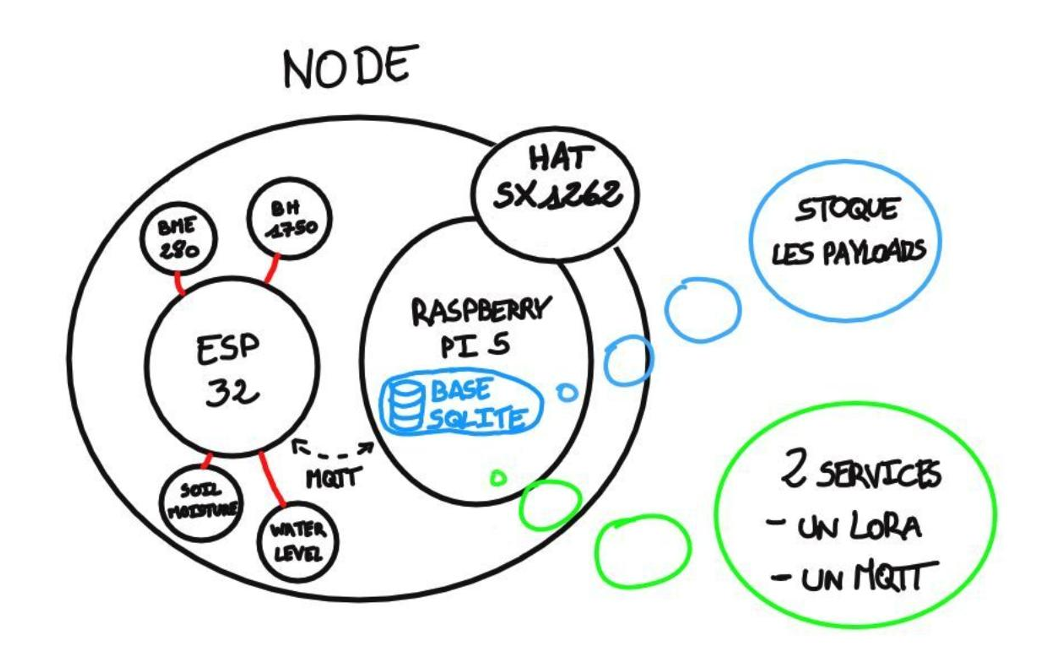 NODE
HAT
SX1262
BME
280
BH
1750
ESP
32
RASPBERRY
PI 5
BASE
SQLITE
MQTT
SOIL
MOISTURE
WATER
LEVEL
STOQUE
LES PAYLOADS
2 SERVICES
- UN LORA
- UN MQTT